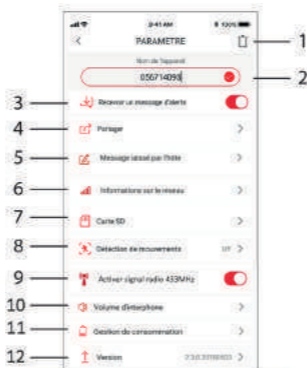 9:41 AM 100%
PARAMETRE 1
Nom de l'appareil
056714093 2
3 Recevoir un message d'alerte
4 Partager
5 Message laissé par l'hôte
6 Informations sur le réseau
7 Carte SD
8 Détection de mouvements
9 Activer signal radio 433MHz
10 Volume d'interphone
11 Gestion de consommation
12 Version